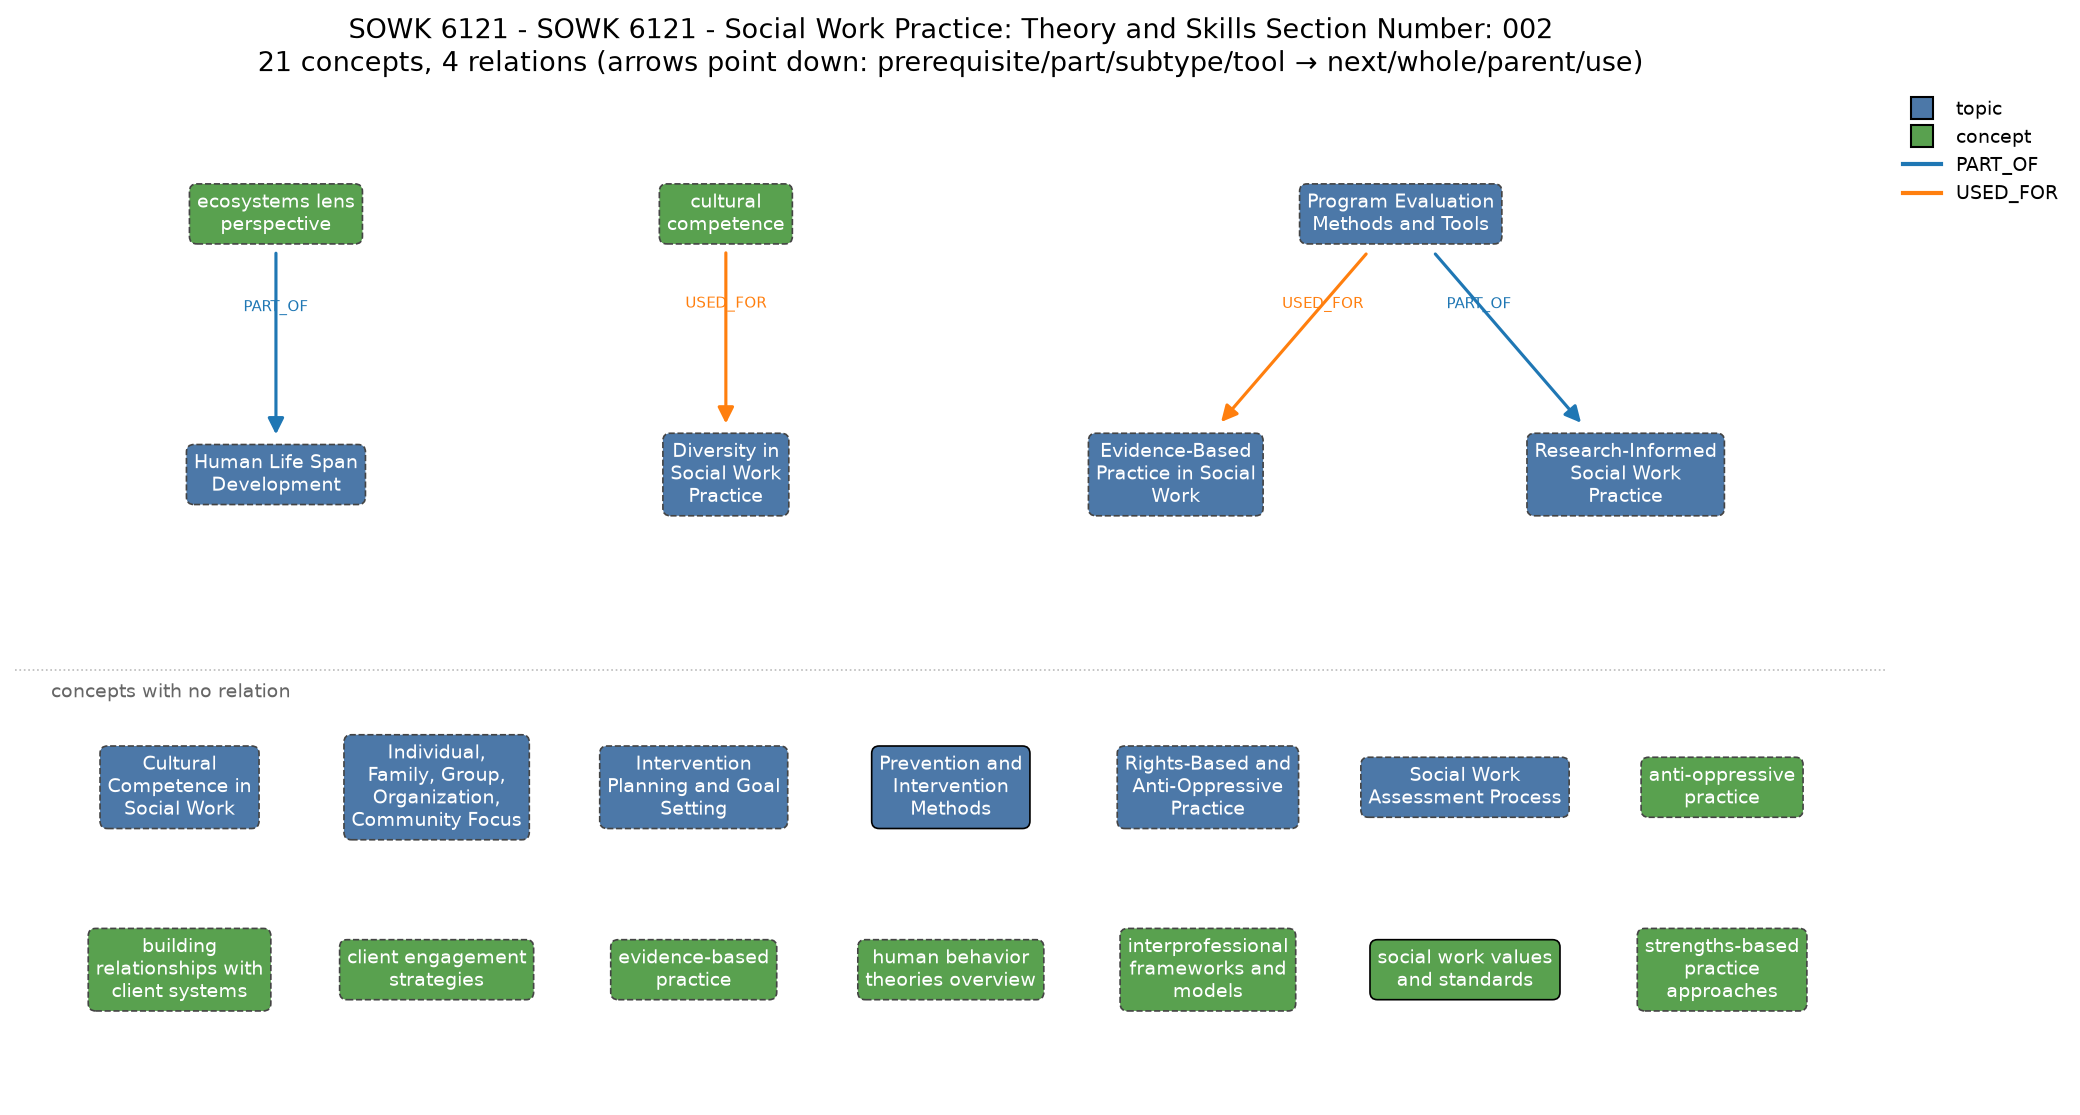 SOWK 6121 - SOWK 6121 - Social Work Practice: Theory and Skills Section Number: 002
21 concepts, 4 relations (arrows point down: prerequisite/part/subtype/tool → next/whole/parent/use)
topic
concept
PART_OF
USED_FOR
ecosystems lens
perspective
cultural
competence
Program Evaluation
Methods and Tools
PART_OF
USED_FOR
USED_FOR
PART_OF
Human Life Span
Development
Diversity in
Social Work
Practice
Evidence-Based
Practice in Social
Work
Research-Informed
Social Work
Practice
concepts with no relation
Cultural
Competence in
Social Work
Individual,
Family, Group,
Organization,
Community Focus
Intervention
Planning and Goal
Setting
Prevention and
Intervention
Methods
Rights-Based and
Anti-Oppressive
Practice
Social Work
Assessment Process
anti-oppressive
practice
building
relationships with
client systems
client engagement
strategies
evidence-based
practice
human behavior
theories overview
interprofessional
frameworks and
models
social work values
and standards
strengths-based
practice
approaches